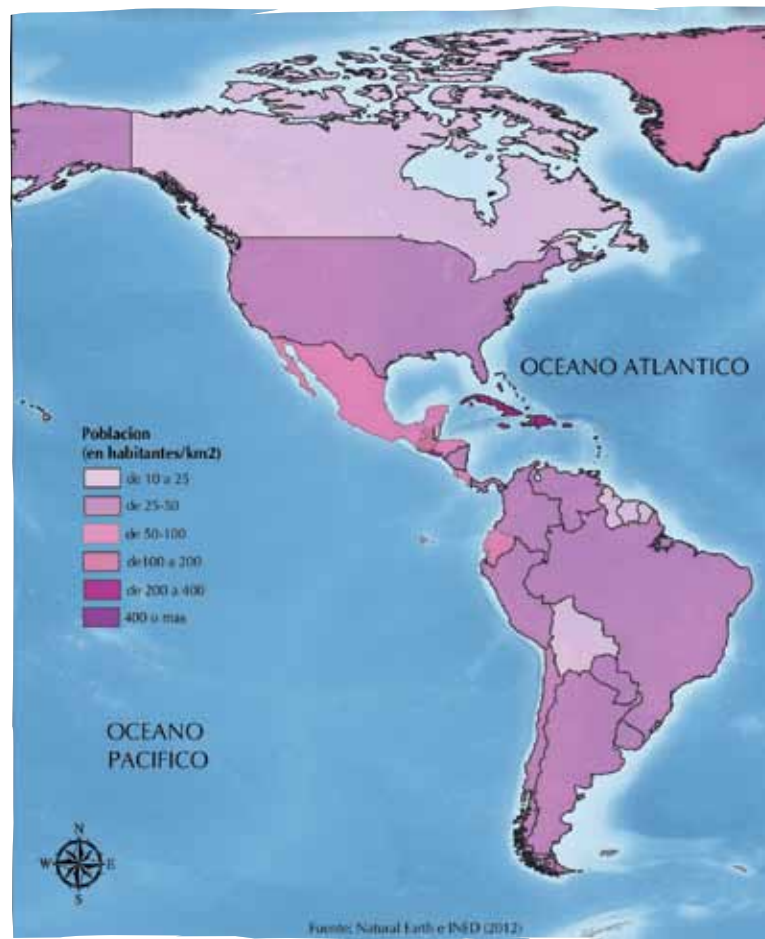 OCEANO ATLANTICO
Poblacion
(en habitantes/km2)
de 10 a 25
de 25-50
de 50-100
de100 a 200
de 200 a 400
400 o mas
OCEANO
PACIFICO
N
W E
S
Fuente: Natural Earth e INED (2012)